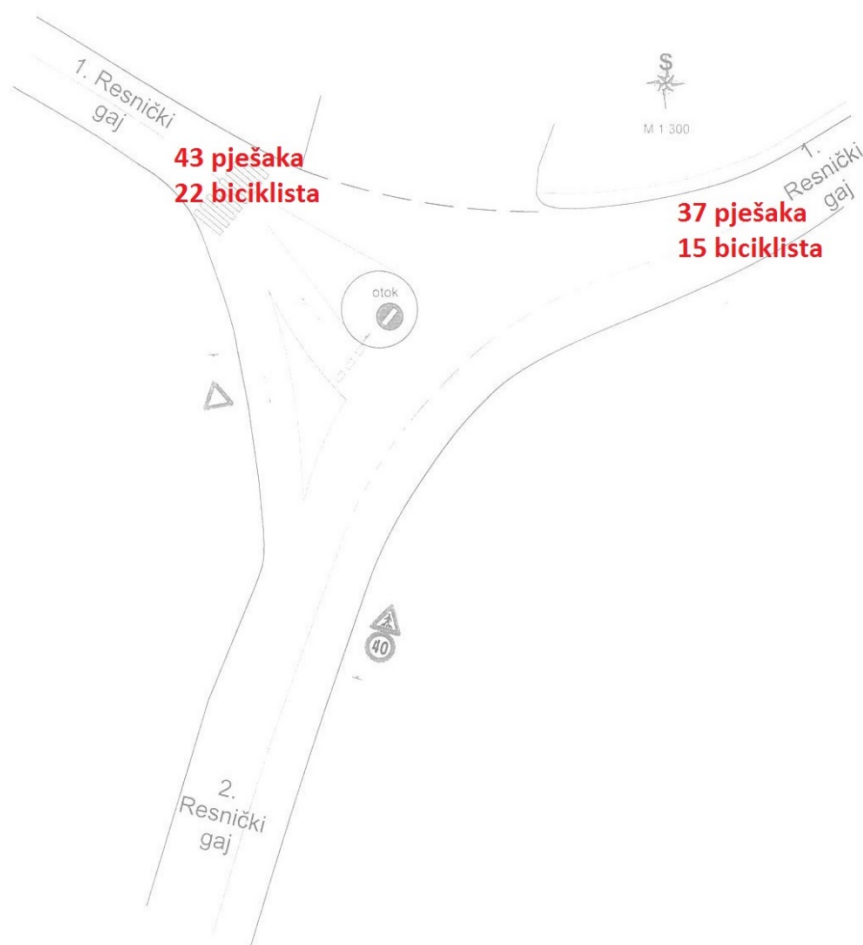 1. Resnički
gaj
43 pješaka
22 biciklista
S
M 1 300
1.
Resnički
gaj
37 pješaka
15 biciklista
otok
40
2.
Resnički
gaj